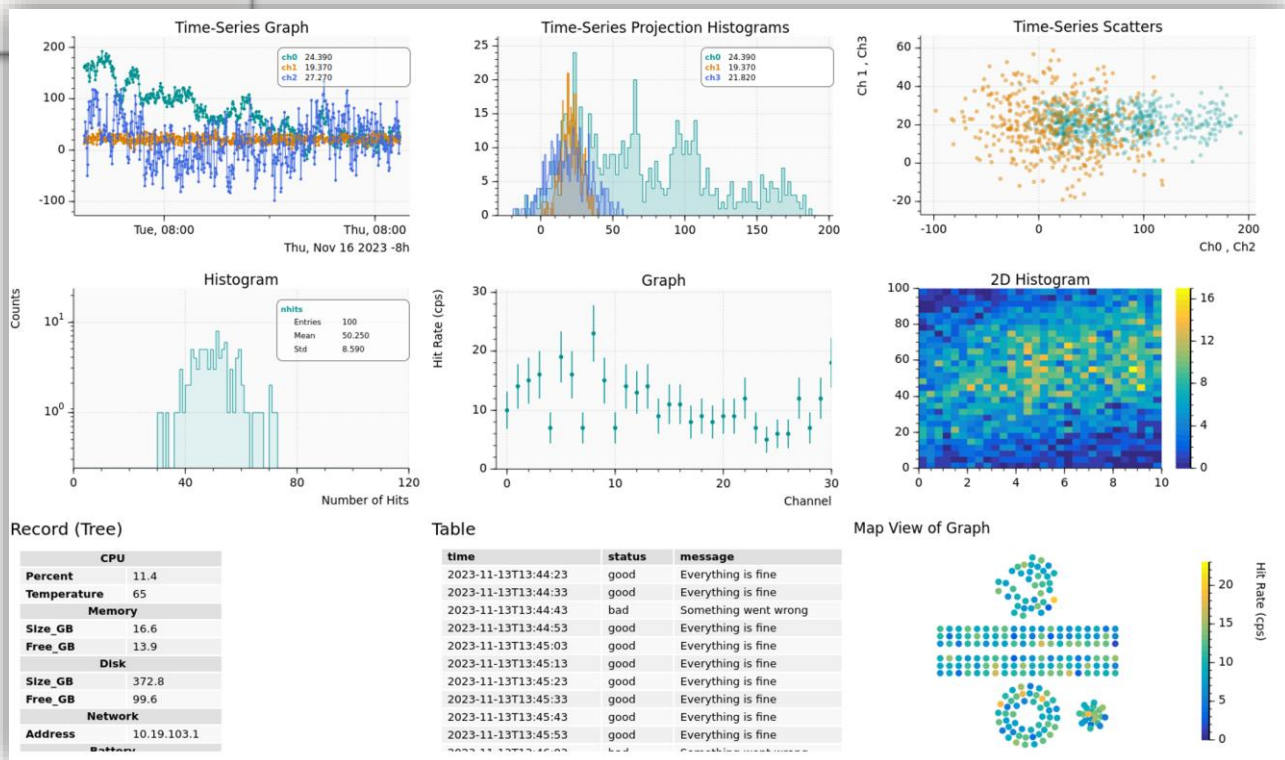 Time-Series Graph
200
100
0
-100
ch0 24.390
ch1 19.370
ch2 27.270
Tue, 08:00
Thu, 08:00
Thu, Nov 16 2023 -8h
Time-Series Projection Histograms
25
20
15
10
5
0
ch0 24.390
ch1 19.370
ch3 21.820
0
50
100
150
200
Time-Series Scatters
Ch 1 , Ch3
60
40
20
0
-20
-100
0
100
200
Ch0 , Ch2
Histogram
Counts
10¹
10⁰
nhits
Entries 100
Mean 50.250
Std 8.590
0
40
80
120
Number of Hits
Graph
Hit Rate (cps)
30
20
10
0
0
10
20
30
Channel
2D Histogram
100
80
60
40
20
0
0
2
4
6
8
10
16
12
8
4
0
Record (Tree)
CPU
Percent 11.4
Temperature 65
Memory
Size_GB 16.6
Free_GB 13.9
Disk
Size_GB 372.8
Free_GB 99.6
Network
Address 10.19.103.1
Battery
Table
time status message
2023-11-13T13:44:23 good Everything is fine
2023-11-13T13:44:33 good Everything is fine
2023-11-13T13:44:43 bad Something went wrong
2023-11-13T13:44:53 good Everything is fine
2023-11-13T13:45:03 good Everything is fine
2023-11-13T13:45:13 good Everything is fine
2023-11-13T13:45:23 good Everything is fine
2023-11-13T13:45:33 good Everything is fine
2023-11-13T13:45:43 good Everything is fine
2023-11-13T13:45:53 good Everything is fine
2023-11-13T13:46:03 bad Something went wrong
Map View of Graph
20
15
10
5
0
Hit Rate (cps)